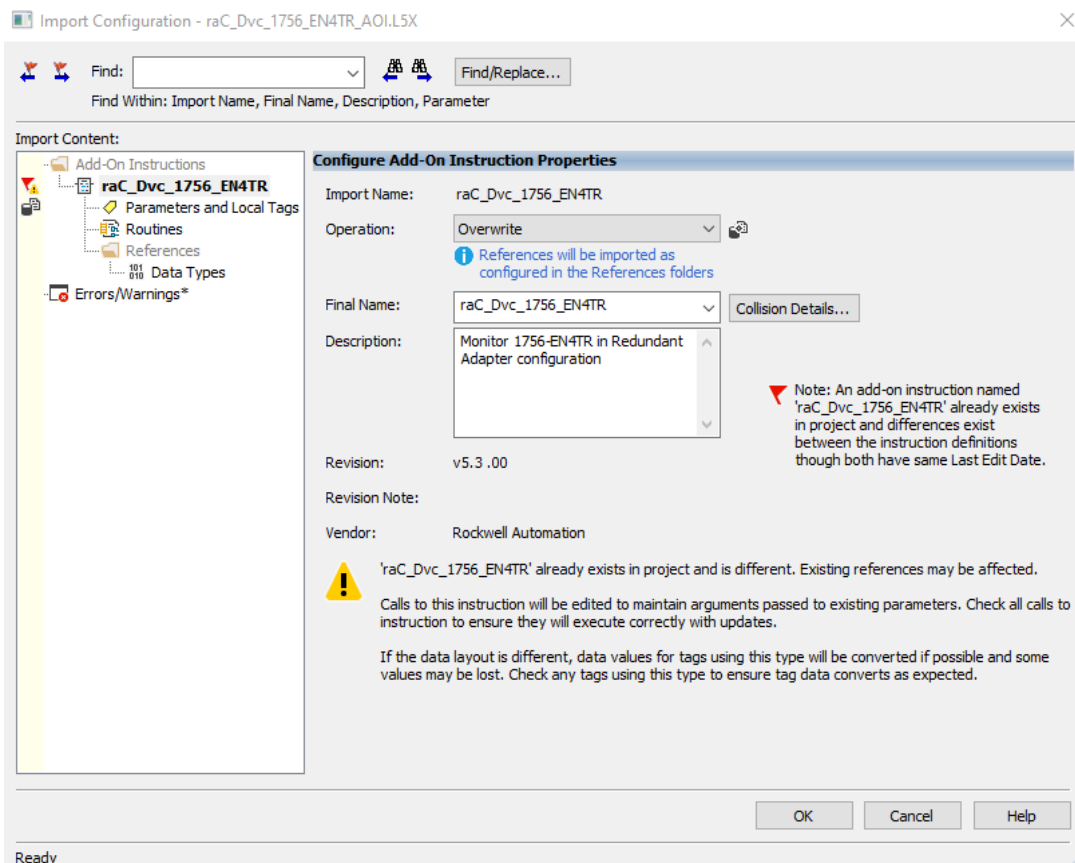 Import Configuration - raC_Dvc_1756_EN4TR_AOI.L5X
Find:
Find/Replace...
Find Within: Import Name, Final Name, Description, Parameter
Import Content:
Add-On Instructions
raC_Dvc_1756_EN4TR
Parameters and Local Tags
Routines
References
Data Types
Errors/Warnings*
Configure Add-On Instruction Properties
Import Name: raC_Dvc_1756_EN4TR
Operation: Overwrite
References will be imported as
configured in the References folders
Final Name: raC_Dvc_1756_EN4TR Collision Details...
Description: Monitor 1756-EN4TR in Redundant
Adapter configuration
Note: An add-on instruction named
'raC_Dvc_1756_EN4TR' already exists
in project and differences exist
between the instruction definitions
though both have same Last Edit Date.
Revision: v5.3 .00
Revision Note:
Vendor: Rockwell Automation
'raC_Dvc_1756_EN4TR' already exists in project and is different. Existing references may be affected.
Calls to this instruction will be edited to maintain arguments passed to existing parameters. Check all calls to
instruction to ensure they will execute correctly with updates.
If the data layout is different, data values for tags using this type will be converted if possible and some
values may be lost. Check any tags using this type to ensure tag data converts as expected.
OK Cancel Help
Ready